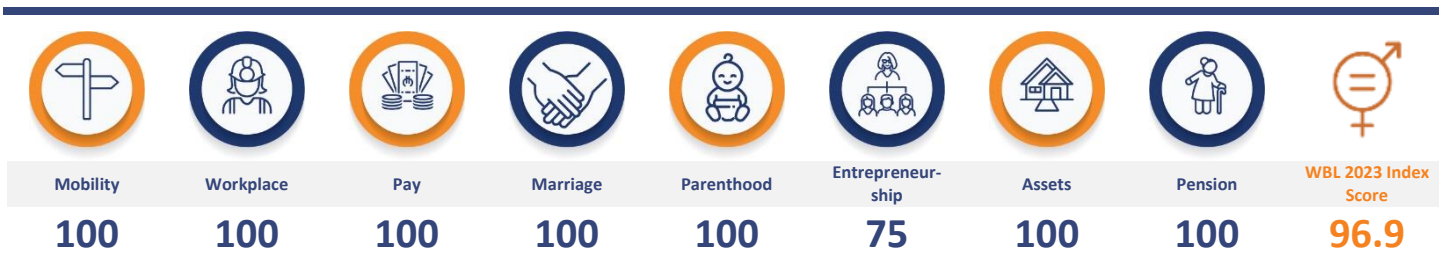 Mobility Workplace Pay Marriage Parenthood Entrepreneur-
ship Assets Pension WBL 2023 Index
Score
100 100 100 100 100 75 100 100 96.9